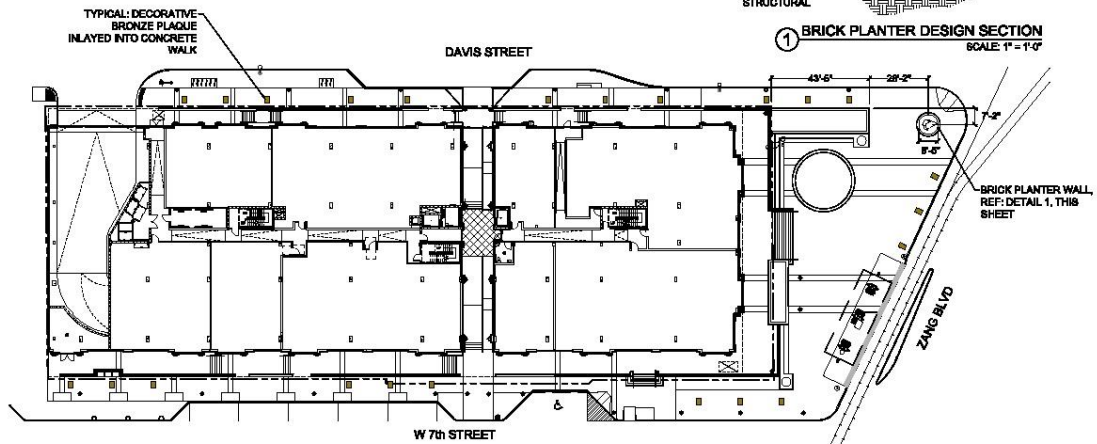 STRUCTURAL
1 BRICK PLANTER DESIGN SECTION
SCALE: 1" = 1'-0"
TYPICAL: DECORATIVE
BRONZE PLAQUE
INLAYED INTO CONCRETE
WALK
DAVIS STREET
43'-5"
28'-2"
7'-2"
5'-5"
BRICK PLANTER WALL,
REF: DETAIL 1, THIS
SHEET
ZANG BLVD
W 7th STREET